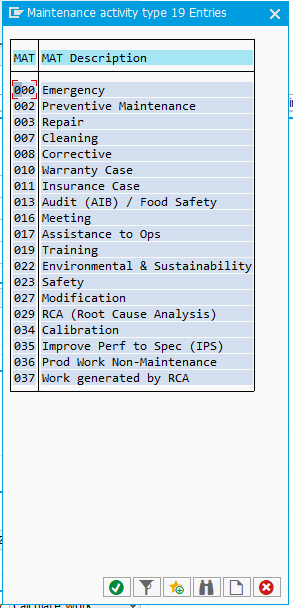 Maintenance activity type 19 Entries
MAT MAT Description
000 Emergency
002 Preventive Maintenance
003 Repair
007 Cleaning
008 Corrective
010 Warranty Case
011 Insurance Case
013 Audit (AIB) / Food Safety
016 Meeting
017 Assistance to Ops
019 Training
022 Environmental & Sustainability
023 Safety
027 Modification
029 RCA (Root Cause Analysis)
034 Calibration
035 Improve Perf to Spec (IPS)
036 Prod Work Non-Maintenance
037 Work generated by RCA